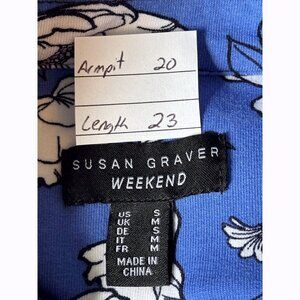 Armpit 20
Length 23
SUSAN GRAVER
WEEKEND
US S
UK M
DE S
IT M
FR M
MADE IN
CHINA